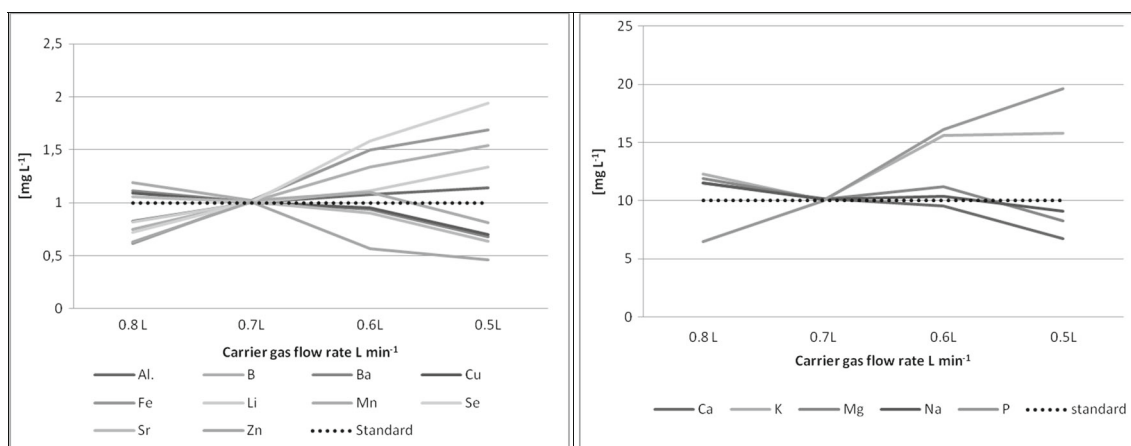 2,5
2
1,5
1
0,5
0
[mg L-1]
0.8 L
0.7L
0.6L
0.5L
Carrier gas flow rate L min-1
Al.
B
Ba
Cu
Fe
Li
Mn
Se
Sr
Zn
Standard
25
20
15
10
5
0
[mg L-1]
0.8 L
0.7L
0.6L
0.5L
Carrier gas flow rate L min-1
Ca
K
Mg
Na
P
standard